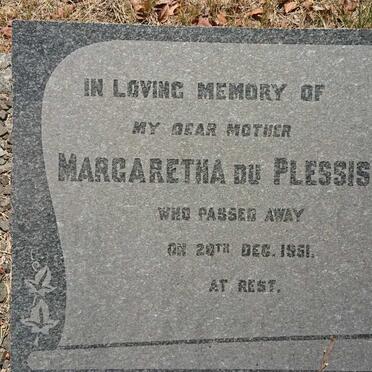 IN LOVING MEMORY OF
MY DEAR MOTHER
MARGARETHA DU PLESSIS
WHO PASSED AWAY
ON 20TH DEC. 1951.
AT REST.